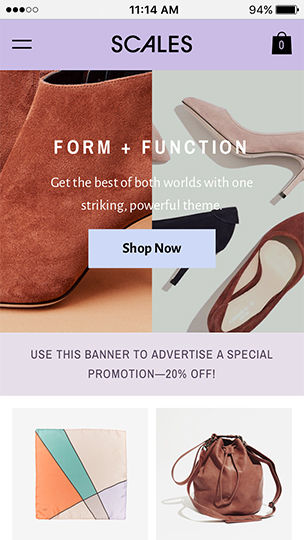 11:14 AM 94%
SCALES 0
FORM + FUNCTION
Get the best of both worlds with one
striking, powerful theme.
Shop Now
USE THIS BANNER TO ADVERTISE A SPECIAL
PROMOTION—20% OFF!